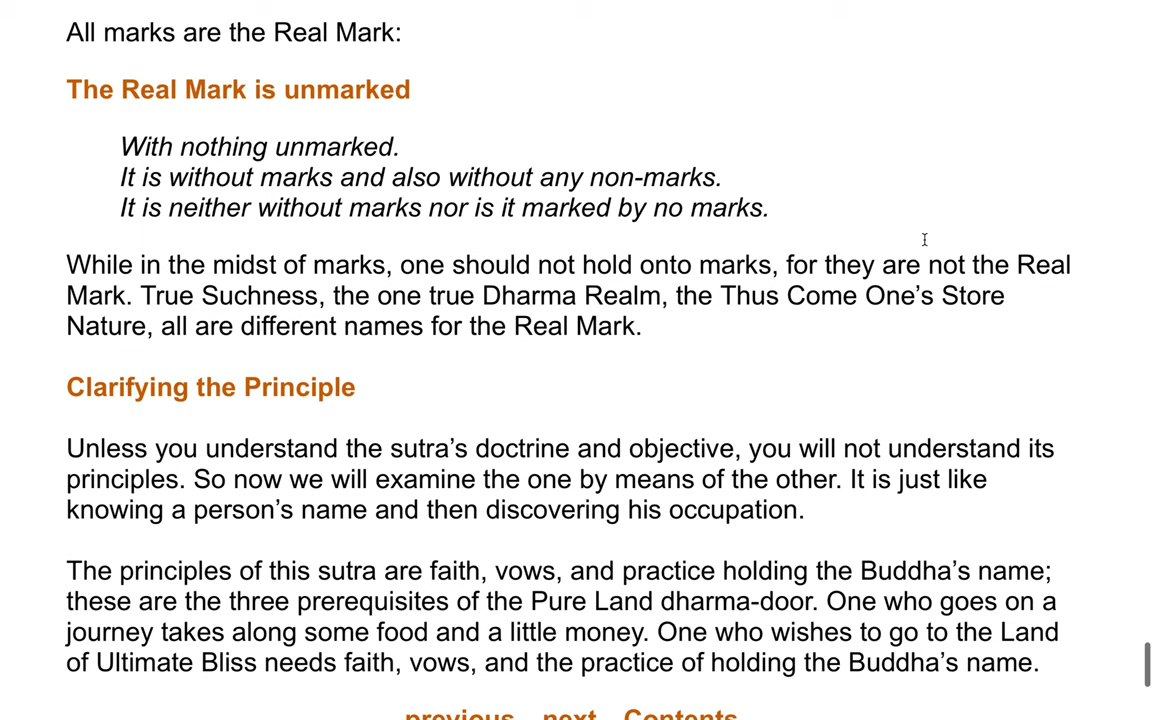 All marks are the Real Mark:
The Real Mark is unmarked
With nothing unmarked.
It is without marks and also without any non-marks.
It is neither without marks nor is it marked by no marks.
While in the midst of marks, one should not hold onto marks, for they are not the Real
Mark. True Suchness, the one true Dharma Realm, the Thus Come One’s Store
Nature, all are different names for the Real Mark.
Clarifying the Principle
Unless you understand the sutra’s doctrine and objective, you will not understand its
principles. So now we will examine the one by means of the other. It is just like
knowing a person’s name and then discovering his occupation.
The principles of this sutra are faith, vows, and practice holding the Buddha’s name;
these are the three prerequisites of the Pure Land dharma-door. One who goes on a
journey takes along some food and a little money. One who wishes to go to the Land
of Ultimate Bliss needs faith, vows, and the practice of holding the Buddha’s name.
previous next Contents